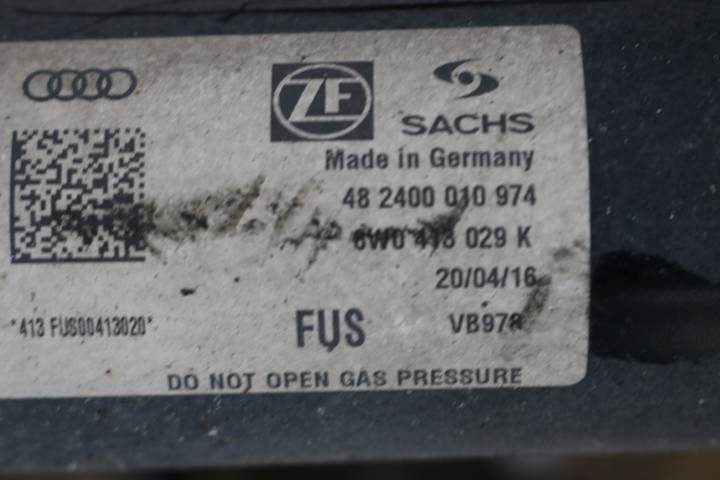 ZF
SACHS
Made in Germany
48 2400 010 974
8W0 413 029 K
20/04/16
*413 FUS00413020*
FUS
VB978
DO NOT OPEN GAS PRESSURE